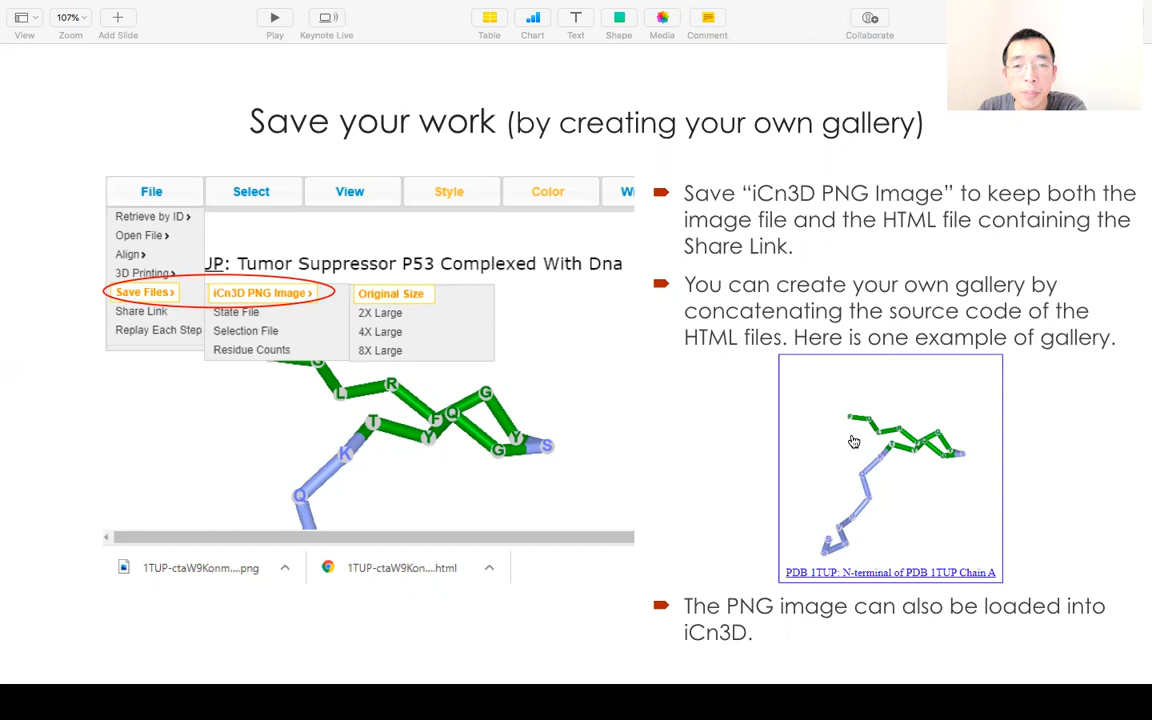 107%
View Zoom Add Slide Play Keynote Live Table Chart Text Shape Media Comment Collaborate
Save your work (by creating your own gallery)
File Select View Style Color Wi
Retrieve by ID ›
Open File ›
Align ›
3D Printing ›
Save Files ›
Share Link
Replay Each Step
UP: Tumor Suppressor P53 Complexed With Dna
iCn3D PNG Image ›
State File
Selection File
Residue Counts
Original Size
2X Large
4X Large
8X Large
L R F Q G
T Y G Y S
K
Q
1TUP-ctaW9Konm....png
1TUP-ctaW9Kon....html
Save “iCn3D PNG Image” to keep both the
image file and the HTML file containing the
Share Link.
You can create your own gallery by
concatenating the source code of the
HTML files. Here is one example of gallery.
PDB 1TUP: N-terminal of PDB 1TUP Chain A
The PNG image can also be loaded into
iCn3D.